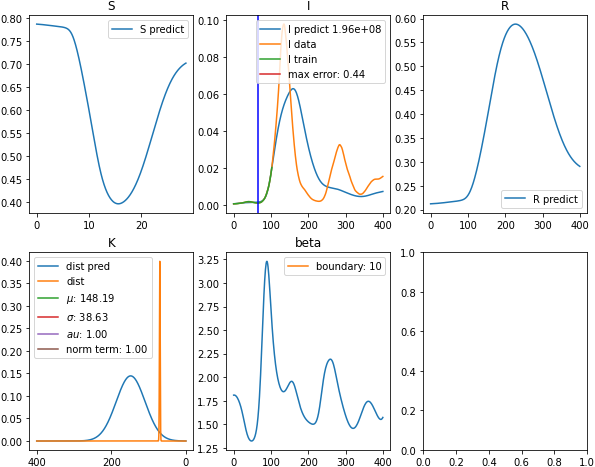 S
I
R
S predict
I predict 1.96e+08
I data
I train
max error: 0.44
R predict
0.80
0.75
0.70
0.65
0.60
0.55
0.50
0.45
0.40
0 10 20
0.10
0.08
0.06
0.04
0.02
0.00
0 100 200 300 400
0.60
0.55
0.50
0.45
0.40
0.35
0.30
0.25
0.20
0 100 200 300 400
K
beta
dist pred
dist
μ: 148.19
σ: 38.63
au: 1.00
norm term: 1.00
boundary: 10
0.40
0.35
0.30
0.25
0.20
0.15
0.10
0.05
0.00
400 200 0
3.25
3.00
2.75
2.50
2.25
2.00
1.75
1.50
1.25
0 100 200 300 400
1.0
0.8
0.6
0.4
0.2
0.0
0.0 0.2 0.4 0.6 0.8 1.0